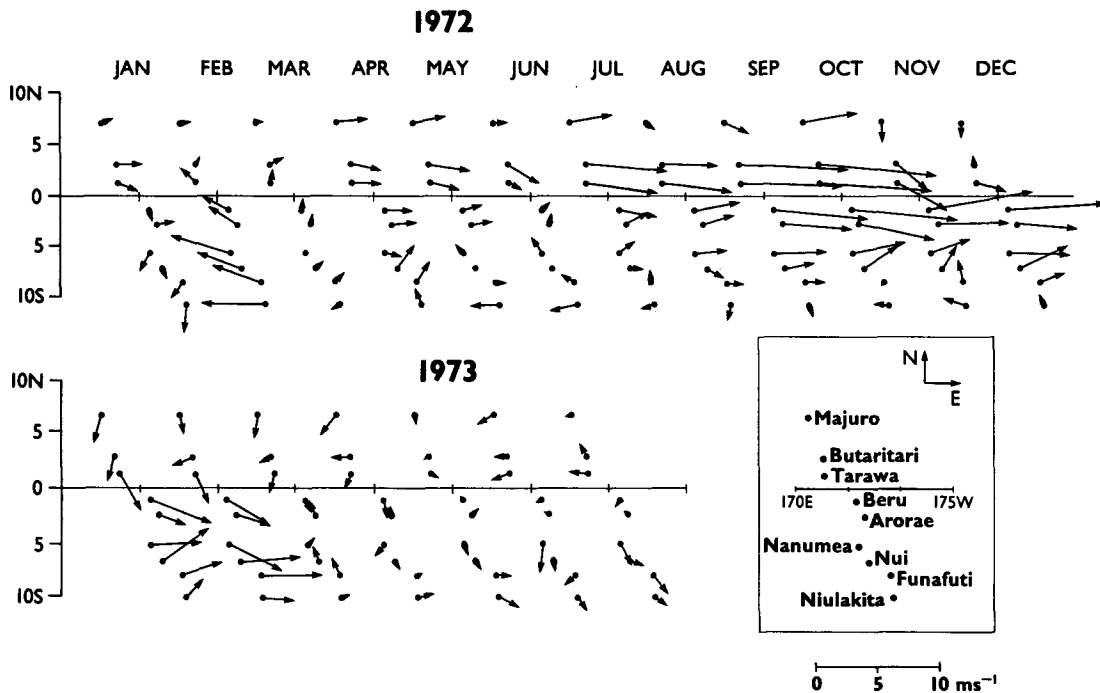 1972
JAN FEB MAR APR MAY JUN JUL AUG SEP OCT NOV DEC
10N
5
0
5
10S
1973
10N
5
0
5
10S
N
E
Majuro
Butaritari
Tarawa
170E 175W
Beru
Arorae
Nanumea
Nui
Funafuti
Niulakita
0 5 10 ms⁻¹